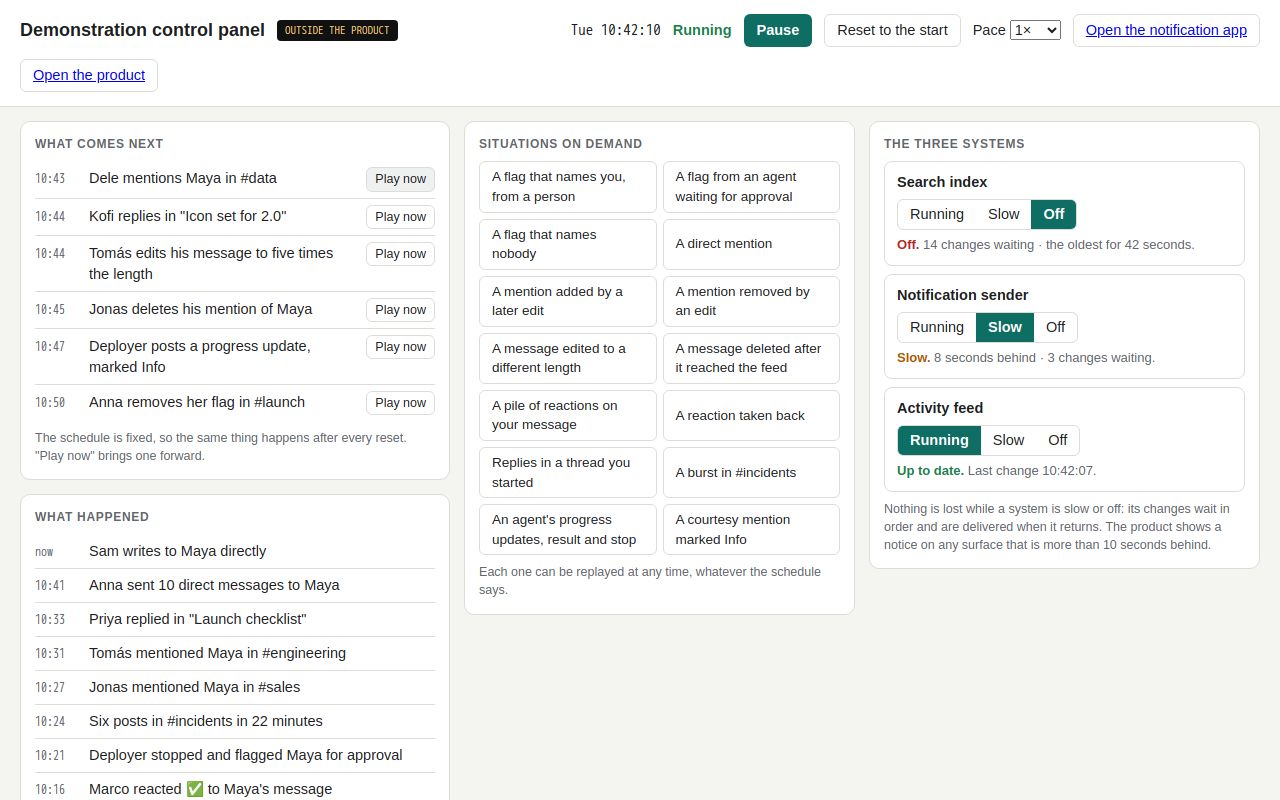 Demonstration control panel
OUTSIDE THE PRODUCT
Tue 10:42:10
Running
Pause
Reset to the start
Pace 1×
Open the notification app
Open the product
WHAT COMES NEXT
10:43 Dele mentions Maya in #data Play now
10:44 Kofi replies in "Icon set for 2.0" Play now
10:44 Tomás edits his message to five times Play now
the length
10:45 Jonas deletes his mention of Maya Play now
10:47 Deployer posts a progress update, Play now
marked Info
10:50 Anna removes her flag in #launch Play now
The schedule is fixed, so the same thing happens after every reset.
"Play now" brings one forward.
WHAT HAPPENED
now Sam writes to Maya directly
10:41 Anna sent 10 direct messages to Maya
10:33 Priya replied in "Launch checklist"
10:31 Tomás mentioned Maya in #engineering
10:27 Jonas mentioned Maya in #sales
10:24 Six posts in #incidents in 22 minutes
10:21 Deployer stopped and flagged Maya for approval
10:16 Marco reacted ✅ to Maya's message
SITUATIONS ON DEMAND
A flag that names you,
from a person
A flag from an agent
waiting for approval
A flag that names
nobody
A direct mention
A mention added by a
later edit
A mention removed by
an edit
A message edited to a
different length
A message deleted after
it reached the feed
A pile of reactions on
your message
A reaction taken back
Replies in a thread you
started
A burst in #incidents
An agent's progress
updates, result and stop
A courtesy mention
marked Info
Each one can be replayed at any time, whatever the schedule
says.
THE THREE SYSTEMS
Search index
Running Slow Off
Off. 14 changes waiting · the oldest for 42 seconds.
Notification sender
Running Slow Off
Slow. 8 seconds behind · 3 changes waiting.
Activity feed
Running Slow Off
Up to date. Last change 10:42:07.
Nothing is lost while a system is slow or off: its changes wait in
order and are delivered when it returns. The product shows a
notice on any surface that is more than 10 seconds behind.